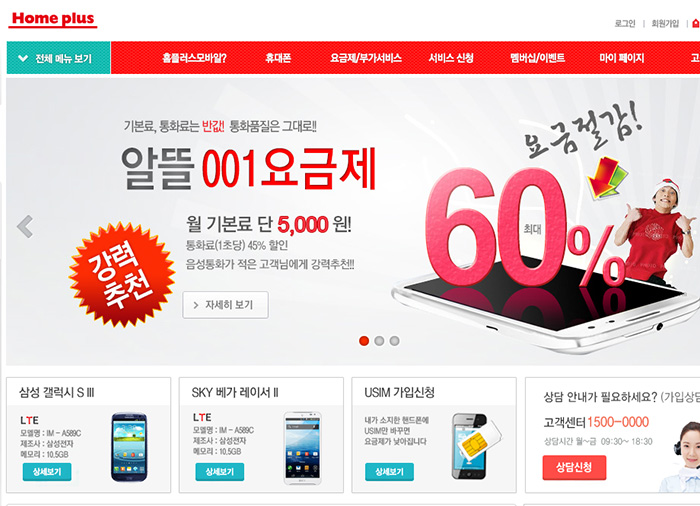 Home plus
로그인 | 회원가입
전체 메뉴 보기
홈플러스모바일?
휴대폰
요금제/부가서비스
서비스 신청
멤버십/이벤트
마이 페이지
고
기본료, 통화료는 반값! 통화품질은 그대로!!
알뜰 001요금제
월 기본료 단 5,000 원!
통화료(1초당) 45% 할인
음성통화가 적은 고객님에게 강력추천!!
자세히 보기
강력
추천
요금절감!
최대
60%
삼성 갤럭시 S III
LTE
모델명 : IM - A589C
제조사 : 삼성전자
메모리 : 10.5GB
상세보기
SKY 베가 레이서 II
LTE
모델명 : IM - A589C
제조사 : 삼성전자
메모리 : 10.5GB
상세보기
USIM 가입신청
내가 소지한 핸드폰에
USIM만 바꾸면
요금제가 낮아집니다
상세보기
상담 안내가 필요하세요? (가입상담
고객센터 1500-0000
상담시간 월~금 09:30~ 18:30
상담신청